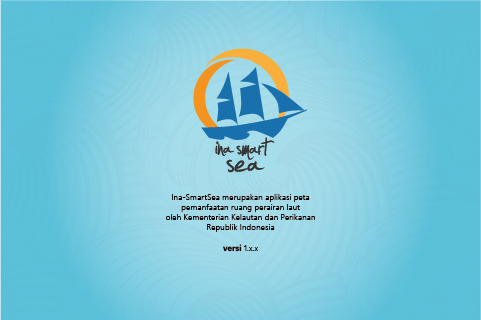 ina smart
sea
Ina-SmartSea merupakan aplikasi peta
pemanfaatan ruang perairan laut
oleh Kementerian Kelautan dan Perikanan
Republik Indonesia
versi 1.x.x